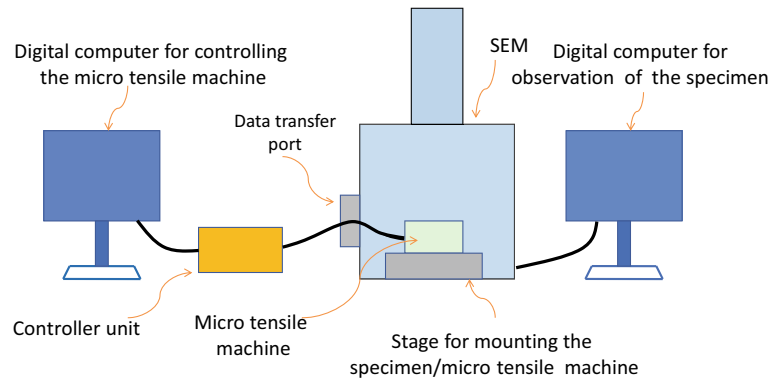 Digital computer for controlling
the micro tensile machine
SEM
Digital computer for
observation of the specimen
Data transfer
port
Controller unit
Micro tensile
machine
Stage for mounting the
specimen/micro tensile machine